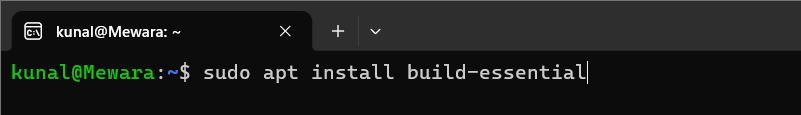 kunal@Mewara: ~
kunal@Mewara:~$ sudo apt install build-essential